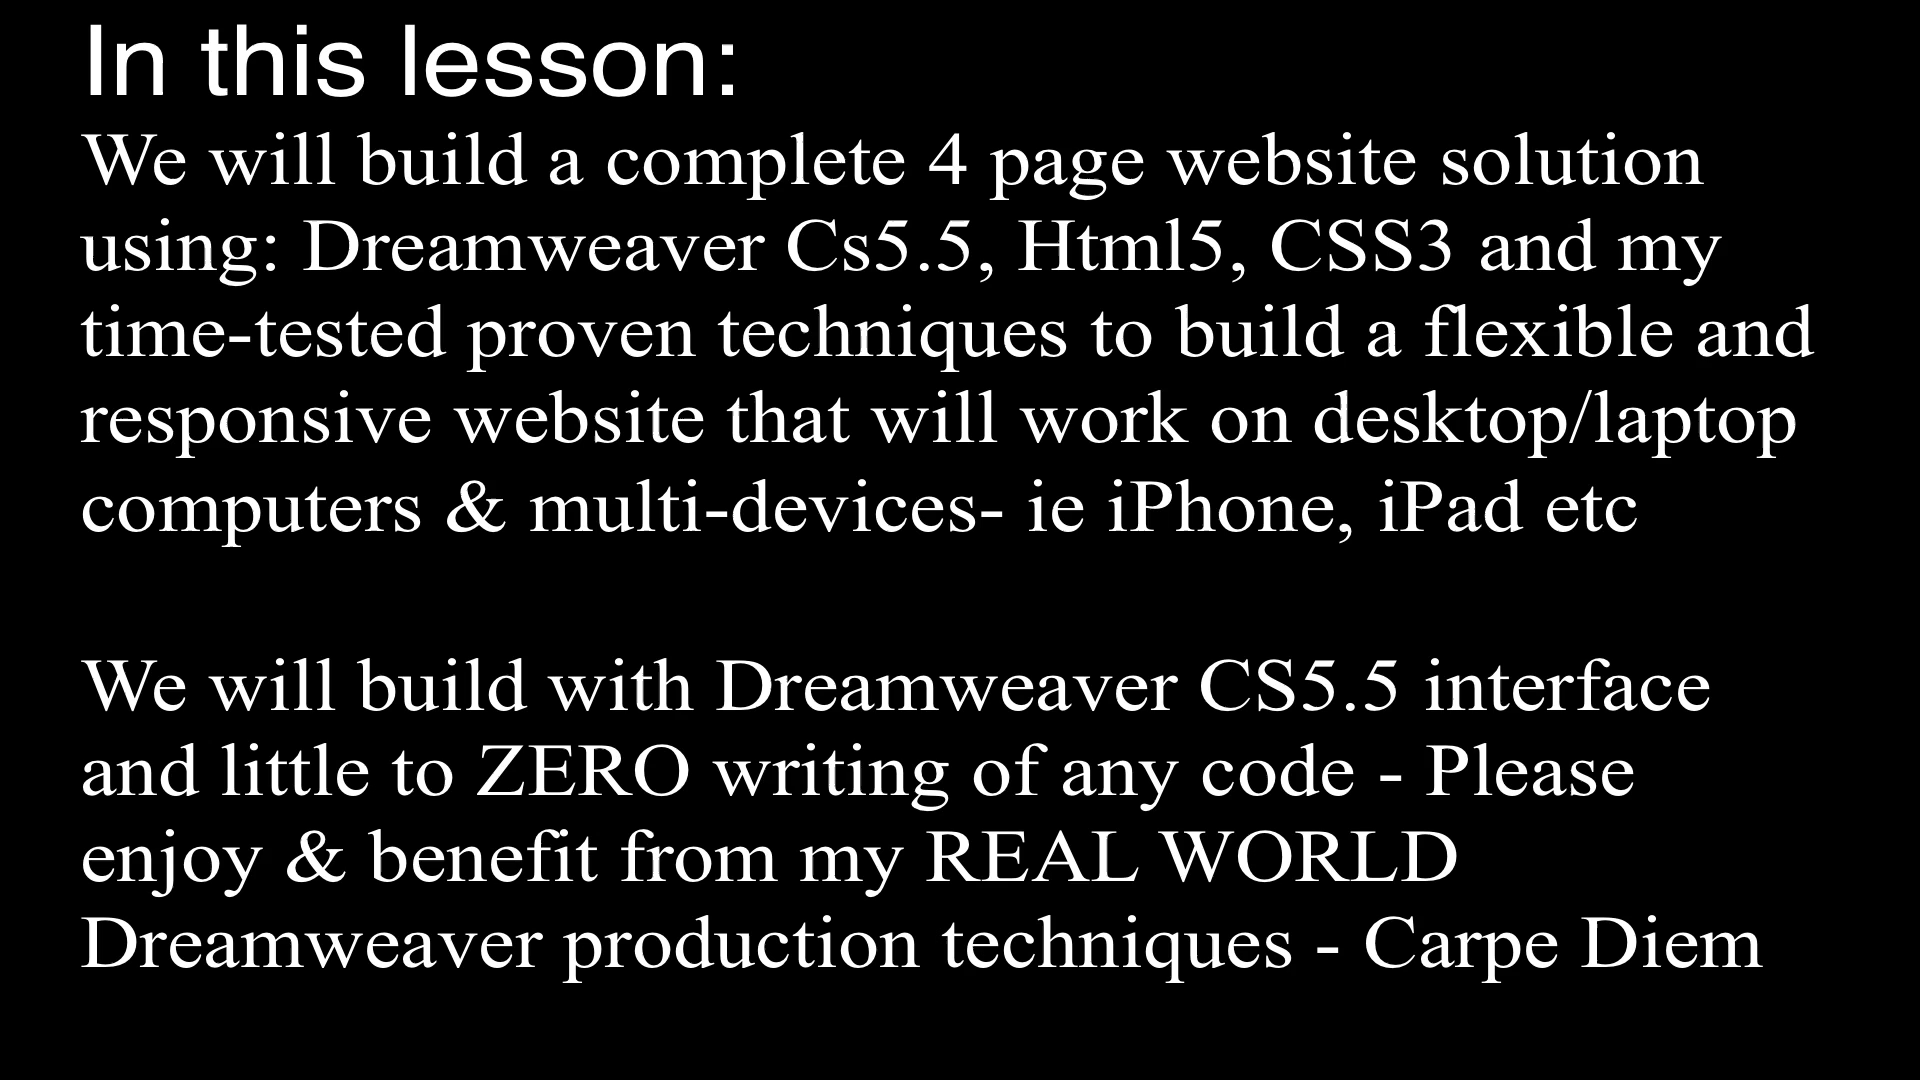 In this lesson:
We will build a complete 4 page website solution
using: Dreamweaver Cs5.5, Html5, CSS3 and my
time-tested proven techniques to build a flexible and
responsive website that will work on desktop/laptop
computers & multi-devices- ie iPhone, iPad etc
We will build with Dreamweaver CS5.5 interface
and little to ZERO writing of any code - Please
enjoy & benefit from my REAL WORLD
Dreamweaver production techniques - Carpe Diem